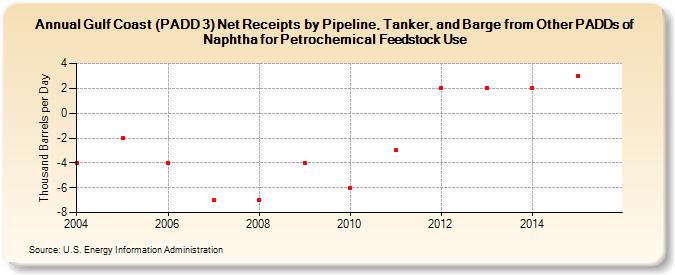 Annual Gulf Coast (PADD 3) Net Receipts by Pipeline, Tanker, and Barge from Other PADDs of
Naphtha for Petrochemical Feedstock Use
Thousand Barrels per Day
4
2
0
-2
-4
-6
-8
2004 2006 2008 2010 2012 2014
Source: U.S. Energy Information Administration